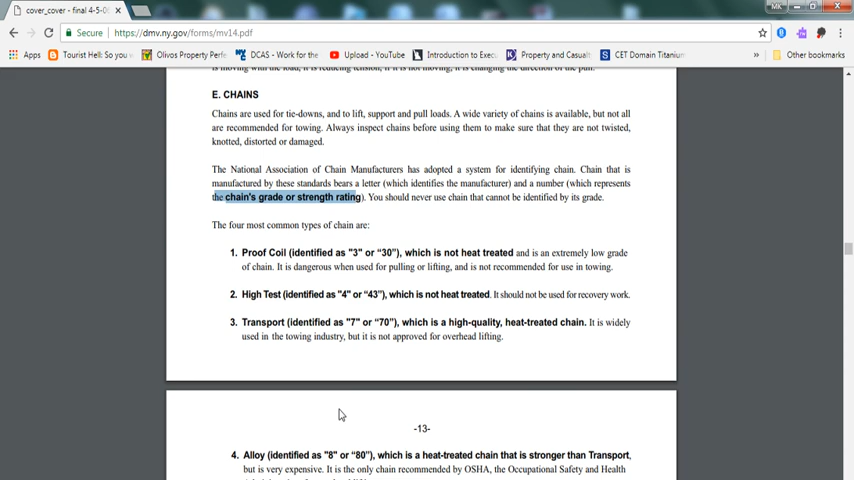 cover_cover - final 4-5-0
MK
Secure
https://dmv.ny.gov/forms/mv14.pdf
Apps
Tourist Hell: So you
Olivos Property Perfe
DCAS - Work for the
Upload - YouTube
Introduction to Exec
Property and Casualt
CET Domain Titanium
»
Other bookmarks
E. CHAINS
Chains are used for tie-downs, and to lift, support and pull loads. A wide variety of chains is available, but not all
are recommended for towing. Always inspect chains before using them to make sure that they are not twisted,
knotted, distorted or damaged.
The National Association of Chain Manufacturers has adopted a system for identifying chain. Chain that is
manufactured by these standards bears a letter (which identifies the manufacturer) and a number (which represents
the chain's grade or strength rating). You should never use chain that cannot be identified by its grade.
The four most common types of chain are:
1. Proof Coil (identified as "3" or “30”), which is not heat treated and is an extremely low grade
of chain. It is dangerous when used for pulling or lifting, and is not recommended for use in towing.
2. High Test (identified as "4" or “43”), which is not heat treated. It should not be used for recovery work.
3. Transport (identified as "7" or “70”), which is a high-quality, heat-treated chain. It is widely
used in the towing industry, but it is not approved for overhead lifting.
-13-
4. Alloy (identified as "8" or “80”), which is a heat-treated chain that is stronger than Transport,
but is very expensive. It is the only chain recommended by OSHA, the Occupational Safety and Health